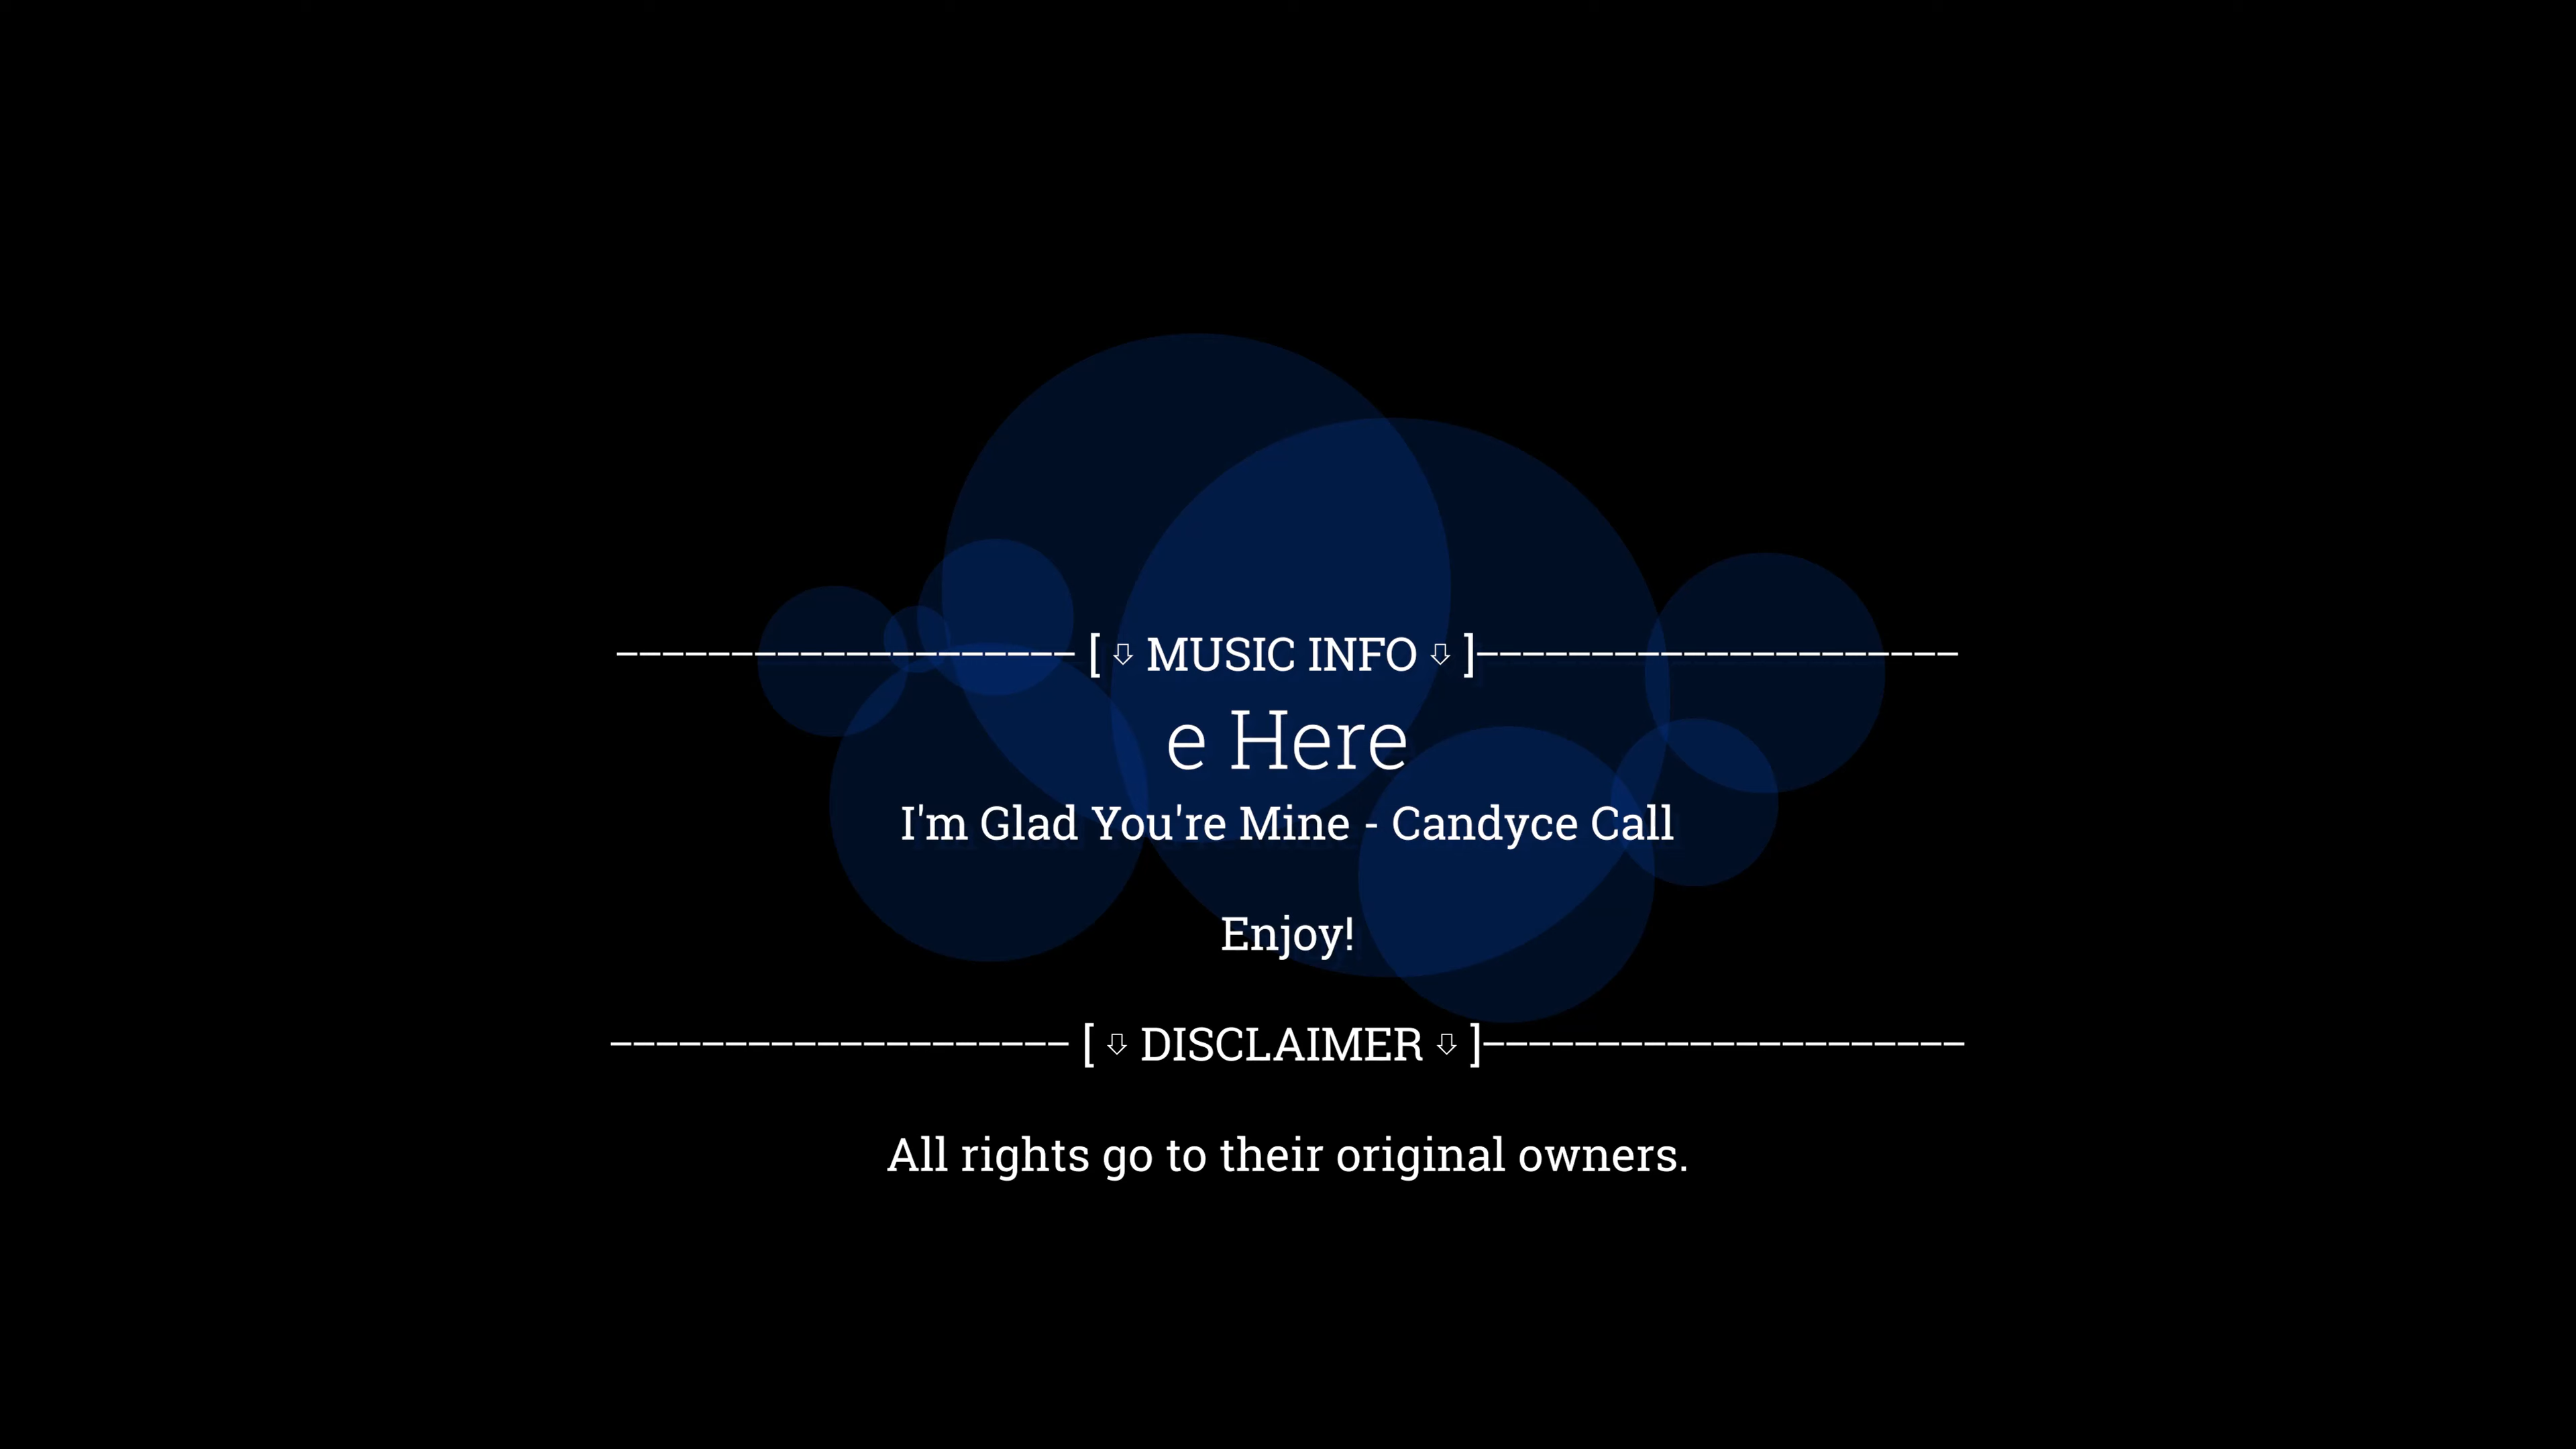 -------------------- [ ⇩ MUSIC INFO ⇩ ]---------------------
e Here
I'm Glad You're Mine - Candyce Call
Enjoy!
-------------------- [ ⇩ DISCLAIMER ⇩ ]---------------------
All rights go to their original owners.